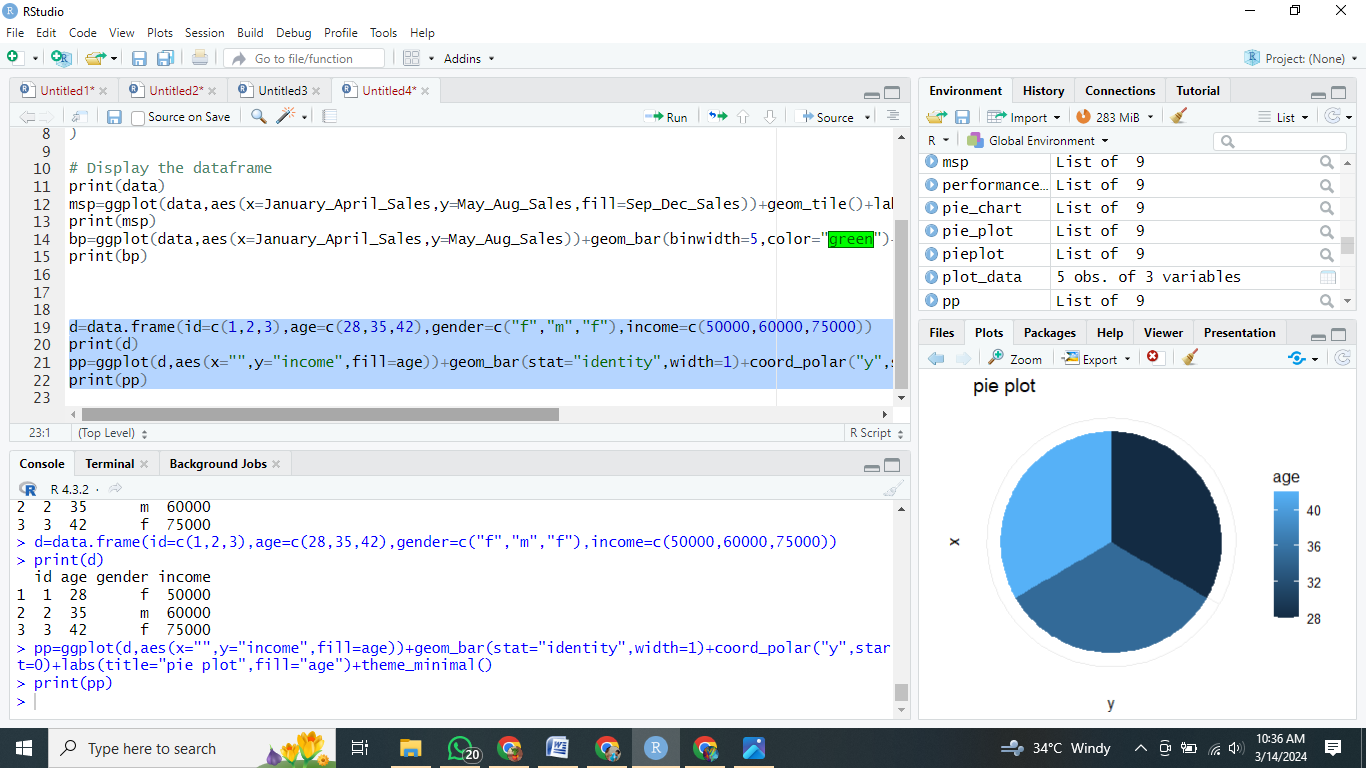 RStudio
File Edit Code View Plots Session Build Debug Profile Tools Help
Go to file/function Addins Project: (None)
Untitled1* Untitled2* Untitled3 Untitled4*
Source on Save Run Source
8 )
9
10 # Display the dataframe
11 print(data)
12 msp=ggplot(data,aes(x=January_April_Sales,y=May_Aug_Sales,fill=Sep_Dec_Sales))+geom_tile()+lab
13 print(msp)
14 bp=ggplot(data,aes(x=January_April_Sales,y=May_Aug_Sales))+geom_bar(binwidth=5,color="green")+
15 print(bp)
16
17
18
19 d=data.frame(id=c(1,2,3),age=c(28,35,42),gender=c("f","m","f"),income=c(50000,60000,75000))
20 print(d)
21 pp=ggplot(d,aes(x="",y="income",fill=age))+geom_bar(stat="identity",width=1)+coord_polar("y",s
22 print(pp)
23
23:1 (Top Level) R Script
Console Terminal Background Jobs
R 4.3.2 ·
2 2 35 m 60000
3 3 42 f 75000
> d=data.frame(id=c(1,2,3),age=c(28,35,42),gender=c("f","m","f"),income=c(50000,60000,75000))
> print(d)
id age gender income
1 1 28 f 50000
2 2 35 m 60000
3 3 42 f 75000
> pp=ggplot(d,aes(x="",y="income",fill=age))+geom_bar(stat="identity",width=1)+coord_polar("y",star
t=0)+labs(title="pie plot",fill="age")+theme_minimal()
> print(pp)
>
Environment History Connections Tutorial
Import 283 MiB List
R Global Environment
msp List of 9
performance… List of 9
pie_chart List of 9
pie_plot List of 9
pieplot List of 9
plot_data 5 obs. of 3 variables
pp List of 9
Files Plots Packages Help Viewer Presentation
Zoom Export
pie plot
x
y
age
40
36
32
28
Type here to search
20
34°C Windy
10:36 AM
3/14/2024